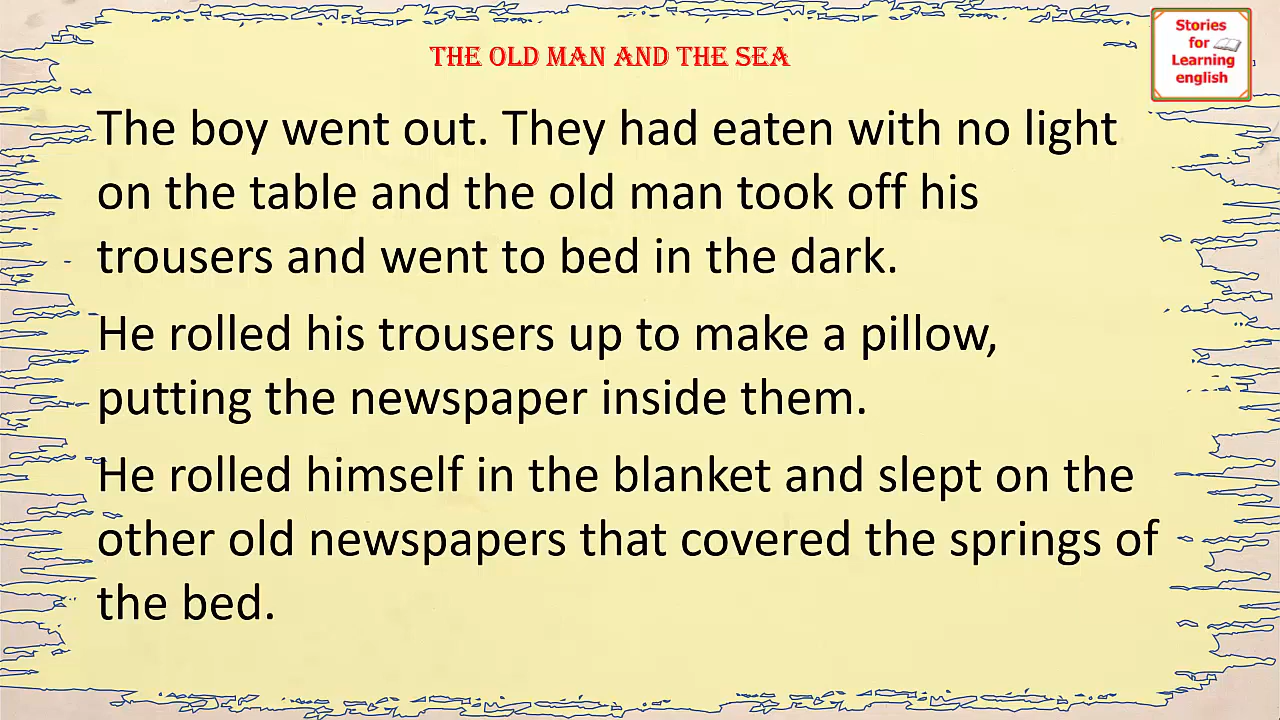 THE OLD MAN AND THE SEA
Stories
for
Learning
english
The boy went out. They had eaten with no light
on the table and the old man took off his
trousers and went to bed in the dark.
He rolled his trousers up to make a pillow,
putting the newspaper inside them.
He rolled himself in the blanket and slept on the
other old newspapers that covered the springs of
the bed.